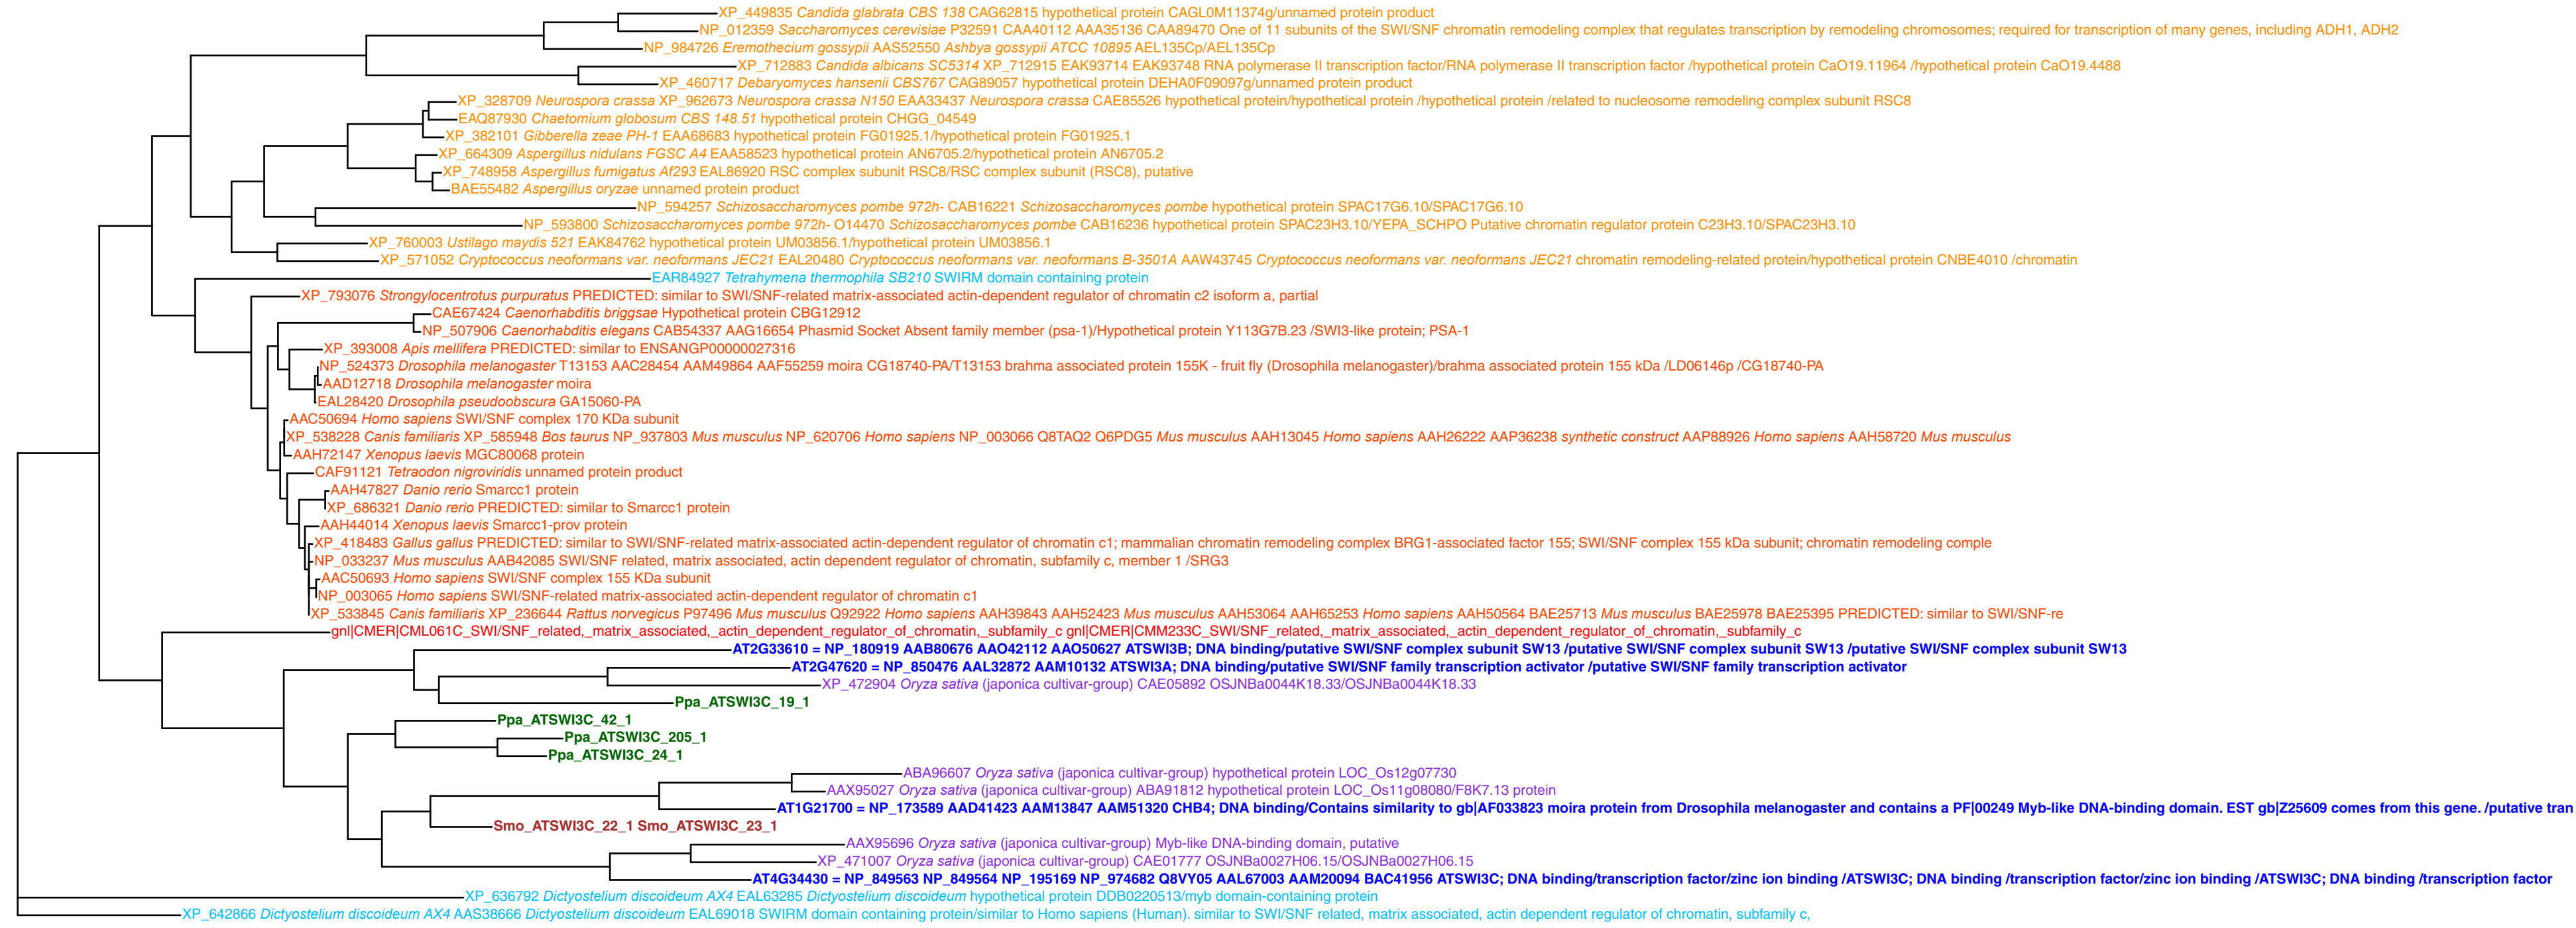 XP_449835 Candida glabrata CBS 138 CAG62815 hypothetical protein CAGL0M11374g/unnamed protein product
NP_012359 Saccharomyces cerevisiae P32591 CAA40112 AAA35136 CAA89470 One of 11 subunits of the SWI/SNF chromatin remodeling complex that regulates transcription by remodeling chromosomes; required for transcription of many genes, including ADH1, ADH2
NP_984726 Eremothecium gossypii AAS52550 Ashbya gossypii ATCC 10895 AEL135Cp/AEL135Cp
XP_712883 Candida albicans SC5314 XP_712915 EAK93714 EAK93748 RNA polymerase II transcription factor/RNA polymerase II transcription factor /hypothetical protein CaO19.11964 /hypothetical protein CaO19.4488
XP_460717 Debaryomyces hansenii CBS767 CAG89057 hypothetical protein DEHA0F09097g/unnamed protein product
XP_328709 Neurospora crassa XP_962673 Neurospora crassa N150 EAA33437 Neurospora crassa CAE85526 hypothetical protein/hypothetical protein /hypothetical protein /related to nucleosome remodeling complex subunit RSC8
EAQ87930 Chaetomium globosum CBS 148.51 hypothetical protein CHGG_04549
XP_382101 Gibberella zeae PH-1 EAA68683 hypothetical protein FG01925.1/hypothetical protein FG01925.1
XP_664309 Aspergillus nidulans FGSC A4 EAA58523 hypothetical protein AN6705.2/hypothetical protein AN6705.2
XP_748958 Aspergillus fumigatus Af293 EAL86920 RSC complex subunit RSC8/RSC complex subunit (RSC8), putative
BAE55482 Aspergillus oryzae unnamed protein product
NP_594257 Schizosaccharomyces pombe 972h- CAB16221 Schizosaccharomyces pombe hypothetical protein SPAC17G6.10/SPAC17G6.10
NP_593800 Schizosaccharomyces pombe 972h- O14470 Schizosaccharomyces pombe CAB16236 hypothetical protein SPAC23H3.10/YEPA_SCHPO Putative chromatin regulator protein C23H3.10/SPAC23H3.10
XP_760003 Ustilago maydis 521 EAK84762 hypothetical protein UM03856.1/hypothetical protein UM03856.1
XP_571052 Cryptococcus neoformans var. neoformans JEC21 EAL20480 Cryptococcus neoformans var. neoformans B-3501A AAW43745 Cryptococcus neoformans var. neoformans JEC21 chromatin remodeling-related protein/hypothetical protein CNBE4010 /chromatin
EAR84927 Tetrahymena thermophila SB210 SWIRM domain containing protein
XP_793076 Strongylocentrotus purpuratus PREDICTED: similar to SWI/SNF-related matrix-associated actin-dependent regulator of chromatin c2 isoform a, partial
CAE67424 Caenorhabditis briggsae Hypothetical protein CBG12912
NP_507906 Caenorhabditis elegans CAB54337 AAG16654 Phasmid Socket Absent family member (psa-1)/Hypothetical protein Y113G7B.23 /SWI3-like protein; PSA-1
XP_393008 Apis mellifera PREDICTED: similar to ENSANGP00000027316
NP_524373 Drosophila melanogaster T13153 AAC28454 AAM49864 AAF55259 moira CG18740-PA/T13153 brahma associated protein 155K - fruit fly (Drosophila melanogaster)/brahma associated protein 155 kDa /LD06146p /CG18740-PA
AAD12718 Drosophila melanogaster moira
EAL28420 Drosophila pseudoobscura GA15060-PA
AAC50694 Homo sapiens SWI/SNF complex 170 KDa subunit
XP_538228 Canis familiaris XP_585948 Bos taurus NP_937803 Mus musculus NP_620706 Homo sapiens NP_003066 Q8TAQ2 Q6PDG5 Mus musculus AAH13045 Homo sapiens AAH26222 AAP36238 synthetic construct AAP88926 Homo sapiens AAH58720 Mus musculus
AAH72147 Xenopus laevis MGC80068 protein
CAF91121 Tetraodon nigroviridis unnamed protein product
AAH47827 Danio rerio Smarcc1 protein
XP_686321 Danio rerio PREDICTED: similar to Smarcc1 protein
AAH44014 Xenopus laevis Smarcc1-prov protein
XP_418483 Gallus gallus PREDICTED: similar to SWI/SNF-related matrix-associated actin-dependent regulator of chromatin c1; mammalian chromatin remodeling complex BRG1-associated factor 155; SWI/SNF complex 155 kDa subunit; chromatin remodeling comple
NP_033237 Mus musculus AAB42085 SWI/SNF related, matrix associated, actin dependent regulator of chromatin, subfamily c, member 1 /SRG3
AAC50693 Homo sapiens SWI/SNF complex 155 KDa subunit
NP_003065 Homo sapiens SWI/SNF-related matrix-associated actin-dependent regulator of chromatin c1
XP_533845 Canis familiaris XP_236644 Rattus norvegicus P97496 Mus musculus Q92922 Homo sapiens AAH39843 AAH52423 Mus musculus AAH53064 AAH65253 Homo sapiens AAH50564 BAE25713 Mus musculus BAE25978 BAE25395 PREDICTED: similar to SWI/SNF-re
gnl|CMER|CML061C_SWI/SNF_related,_matrix_associated,_actin_dependent_regulator_of_chromatin,_subfamily_c gnl|CMER|CMM233C_SWI/SNF_related,_matrix_associated,_actin_dependent_regulator_of_chromatin,_subfamily_c
AT2G33610 = NP_180919 AAB80676 AAO42112 AAO50627 ATSWI3B; DNA binding/putative SWI/SNF complex subunit SW13 /putative SWI/SNF complex subunit SW13 /putative SWI/SNF complex subunit SW13
AT2G47620 = NP_850476 AAL32872 AAM10132 ATSWI3A; DNA binding/putative SWI/SNF family transcription activator /putative SWI/SNF family transcription activator
XP_472904 Oryza sativa (japonica cultivar-group) CAE05892 OSJNBa0044K18.33/OSJNBa0044K18.33
Ppa_ATSWI3C_19_1
Ppa_ATSWI3C_42_1
Ppa_ATSWI3C_205_1
Ppa_ATSWI3C_24_1
ABA96607 Oryza sativa (japonica cultivar-group) hypothetical protein LOC_Os12g07730
AAX95027 Oryza sativa (japonica cultivar-group) ABA91812 hypothetical protein LOC_Os11g08080/F8K7.13 protein
AT1G21700 = NP_173589 AAD41423 AAM13847 AAM51320 CHB4; DNA binding/Contains similarity to gb|AF033823 moira protein from Drosophila melanogaster and contains a PF|00249 Myb-like DNA-binding domain. EST gb|Z25609 comes from this gene. /putative tran
Smo_ATSWI3C_22_1 Smo_ATSWI3C_23_1
AAX95696 Oryza sativa (japonica cultivar-group) Myb-like DNA-binding domain, putative
XP_471007 Oryza sativa (japonica cultivar-group) CAE01777 OSJNBa0027H06.15/OSJNBa0027H06.15
AT4G34430 = NP_849563 NP_849564 NP_195169 NP_974682 Q8VY05 AAL67003 AAM20094 BAC41956 ATSWI3C; DNA binding/transcription factor/zinc ion binding /ATSWI3C; DNA binding /transcription factor/zinc ion binding /ATSWI3C; DNA binding /transcription factor
XP_636792 Dictyostelium discoideum AX4 EAL63285 Dictyostelium discoideum hypothetical protein DDB0220513/myb domain-containing protein
XP_642866 Dictyostelium discoideum AX4 AAS38666 Dictyostelium discoideum EAL69018 SWIRM domain containing protein/similar to Homo sapiens (Human). similar to SWI/SNF related, matrix associated, actin dependent regulator of chromatin, subfamily c,